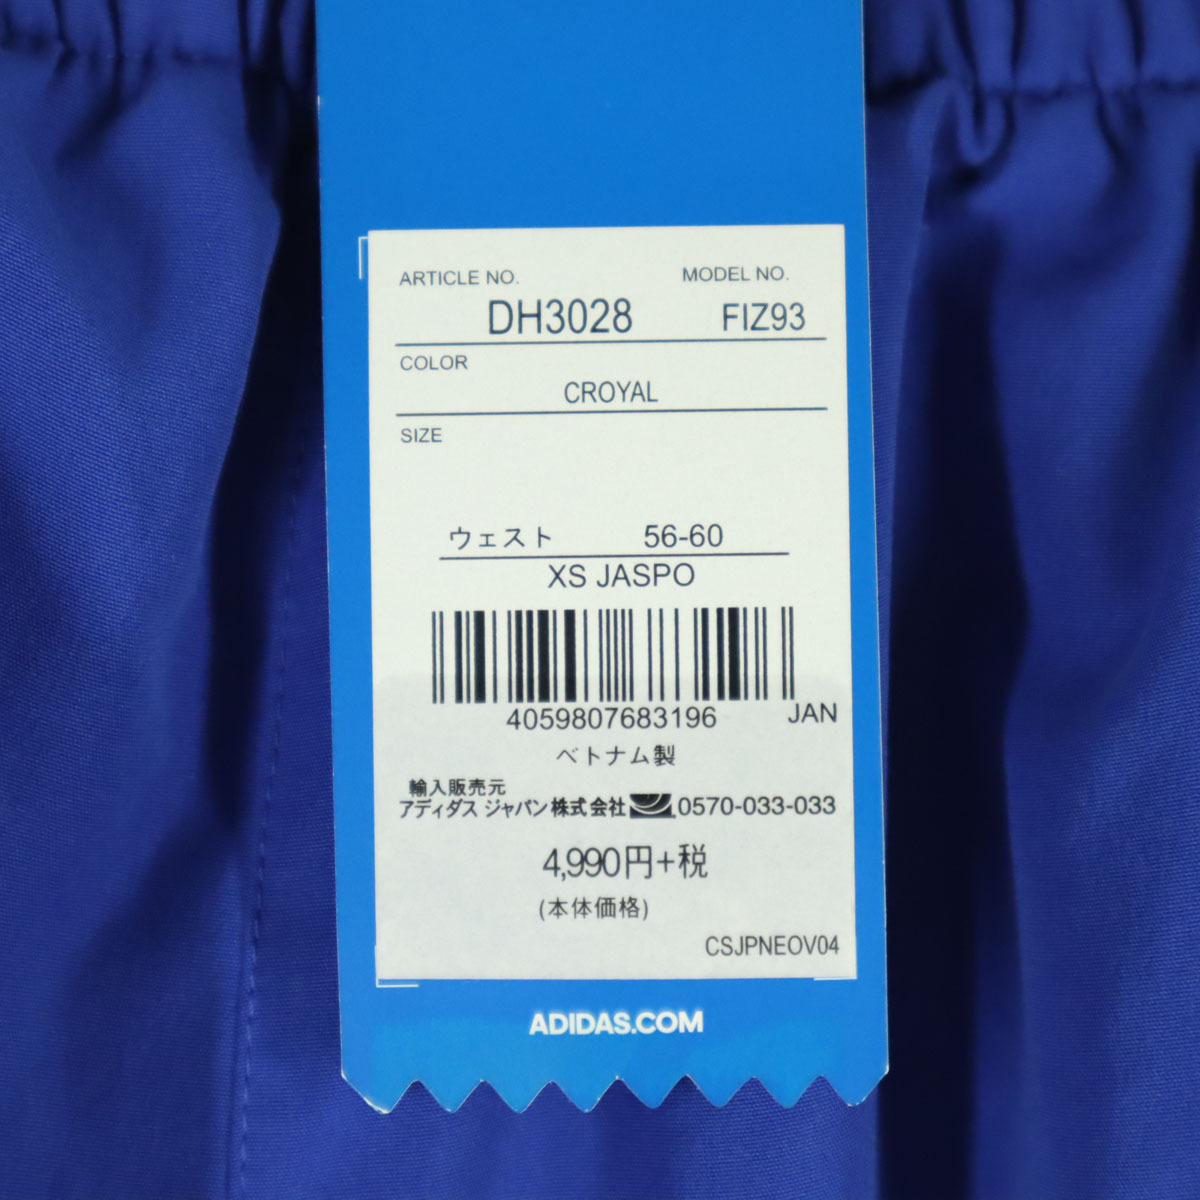 ARTICLE NO. MODEL NO.
DH3028 FIZ93
COLOR
CROYAL
SIZE
ウェスト 56-60
XS JASPO
4059807683196 JAN
ベトナム製
輸入販売元
アディダス ジャパン株式会社 0570-033-033
4,990円+税
(本体価格)
CSJPNEOV04
ADIDAS.COM